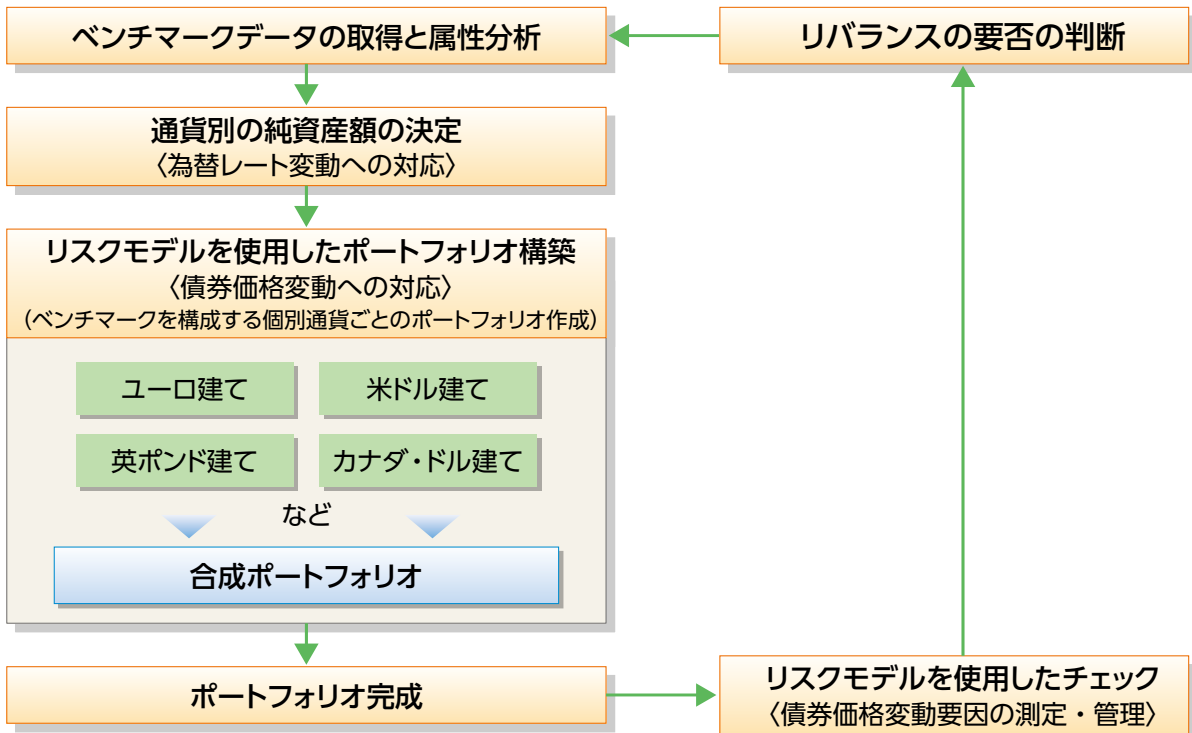 ベンチマークデータの取得と属性分析
リバランスの要否の判断
通貨別の純資産額の決定
〈為替レート変動への対応〉
リスクモデルを使用したポートフォリオ構築
〈債券価格変動への対応〉
(ベンチマークを構成する個別通貨ごとのポートフォリオ作成)
ユーロ建て
米ドル建て
英ポンド建て
カナダ・ドル建て
など
合成ポートフォリオ
ポートフォリオ完成
リスクモデルを使用したチェック
〈債券価格変動要因の測定・管理〉